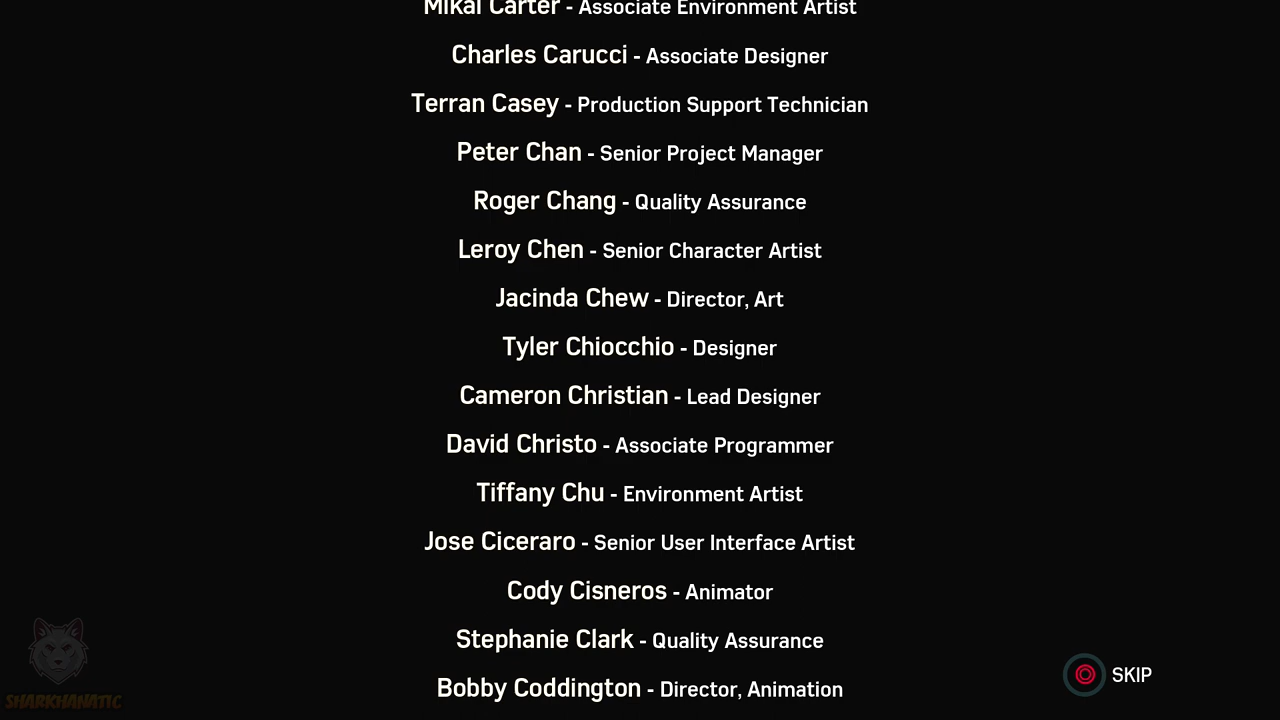 Mikal Carter - Associate Environment Artist
Charles Carucci - Associate Designer
Terran Casey - Production Support Technician
Peter Chan - Senior Project Manager
Roger Chang - Quality Assurance
Leroy Chen - Senior Character Artist
Jacinda Chew - Director, Art
Tyler Chiocchio - Designer
Cameron Christian - Lead Designer
David Christo - Associate Programmer
Tiffany Chu - Environment Artist
Jose Ciceraro - Senior User Interface Artist
Cody Cisneros - Animator
Stephanie Clark - Quality Assurance
Bobby Coddington - Director, Animation
SKIP
SHARKHANATIC